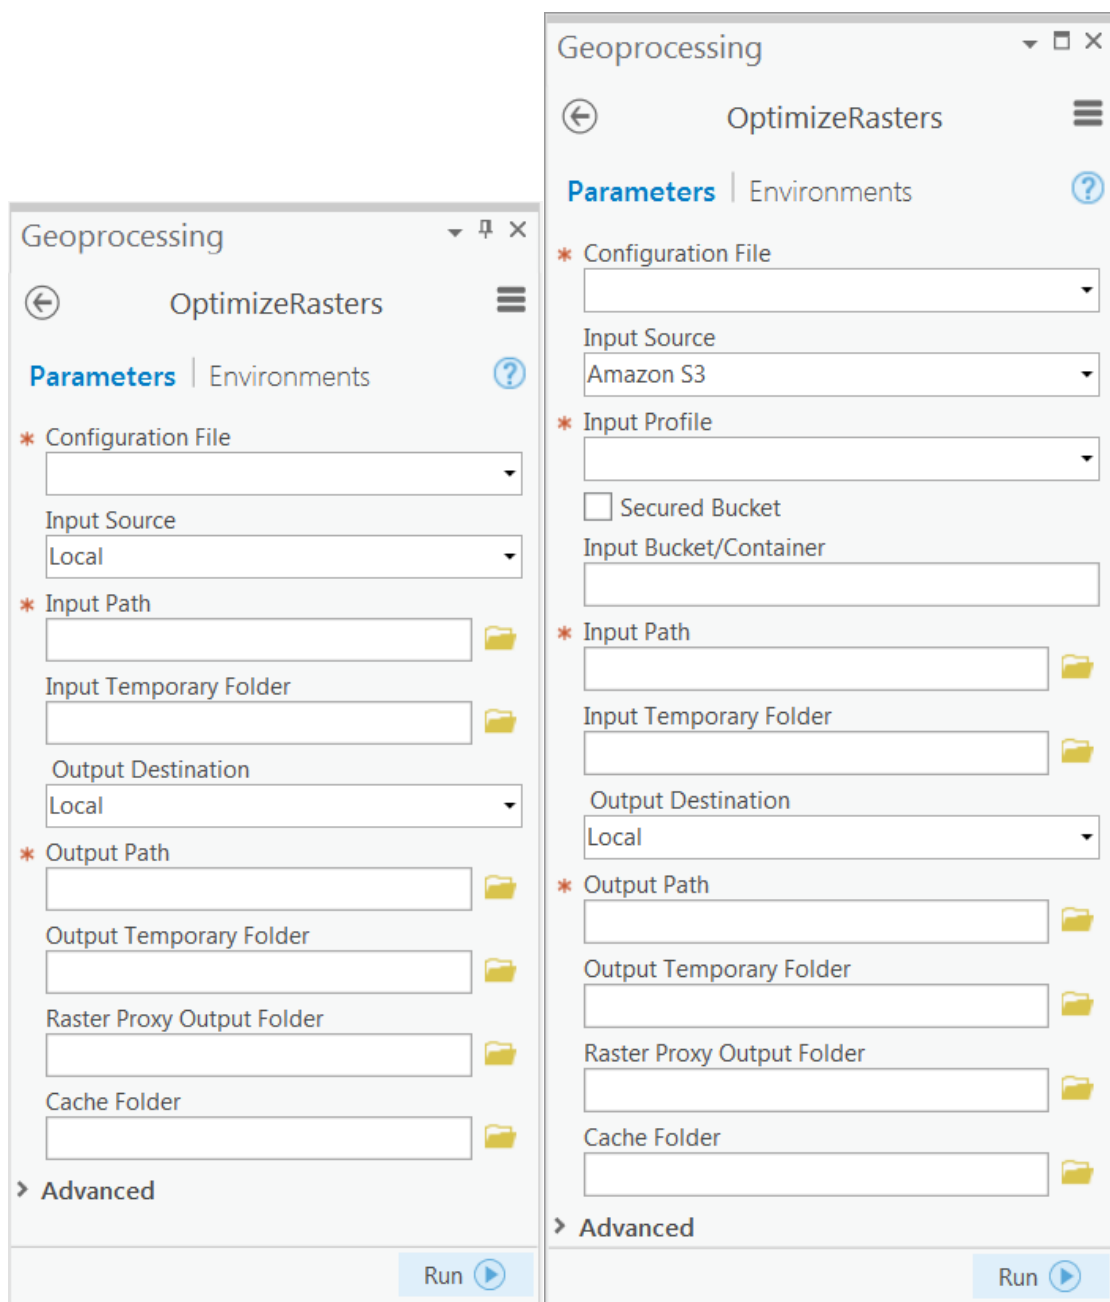 Geoprocessing
OptimizeRasters
Parameters | Environments
?
* Configuration File
Input Source
Local
* Input Path
Input Temporary Folder
Output Destination
Local
* Output Path
Output Temporary Folder
Raster Proxy Output Folder
Cache Folder
> Advanced
Run
Geoprocessing
OptimizeRasters
Parameters | Environments
?
* Configuration File
Input Source
Amazon S3
* Input Profile
Secured Bucket
Input Bucket/Container
* Input Path
Input Temporary Folder
Output Destination
Local
* Output Path
Output Temporary Folder
Raster Proxy Output Folder
Cache Folder
> Advanced
Run